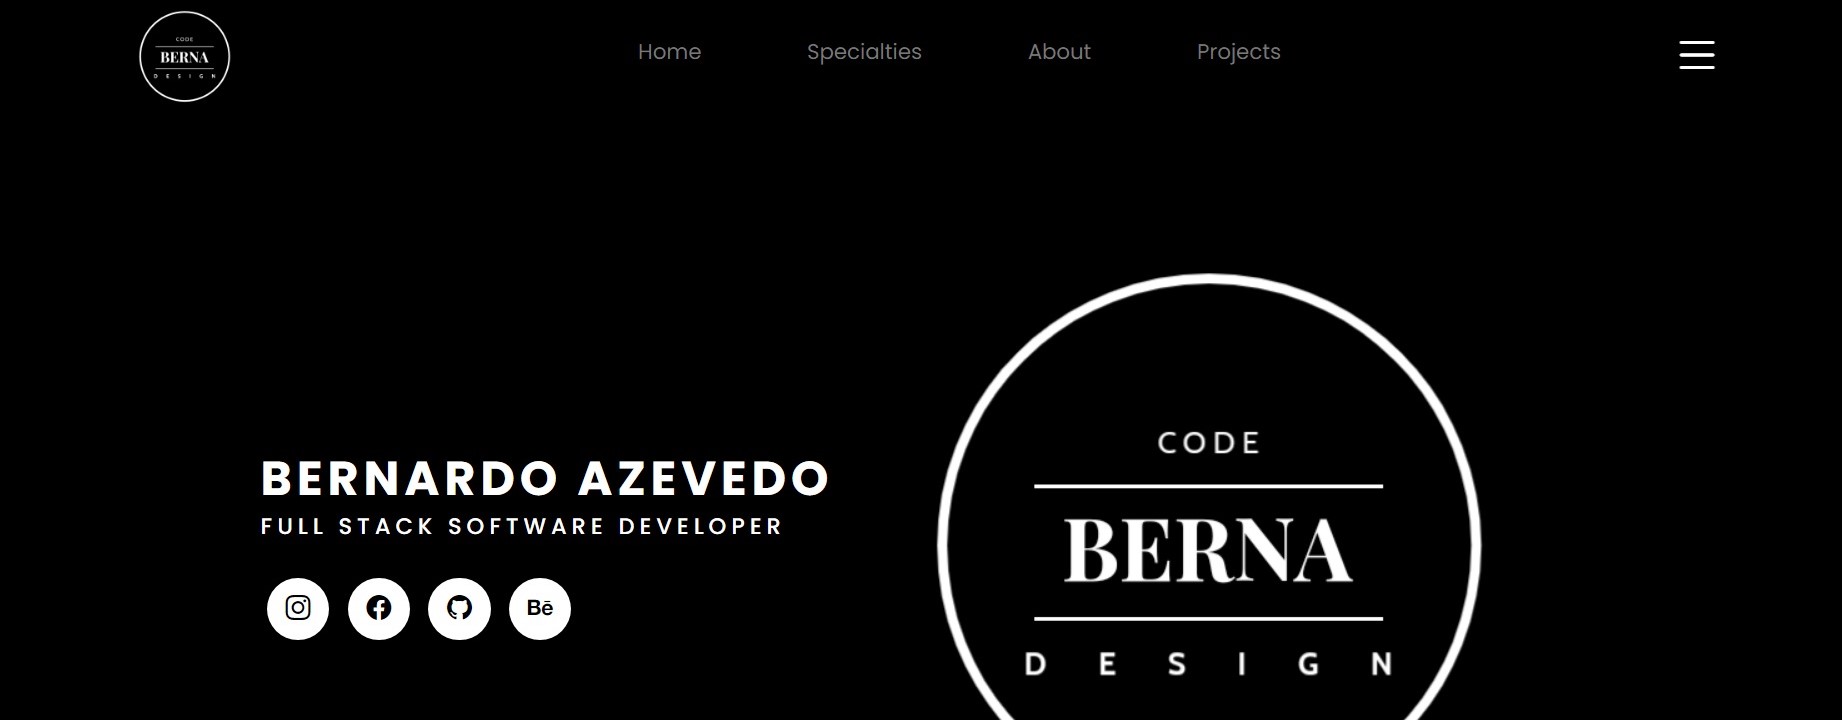 CODE
BERNA
DESIGN
Home Specialties About Projects
BERNARDO AZEVEDO
FULL STACK SOFTWARE DEVELOPER
Bē
CODE
BERNA
DESIGN